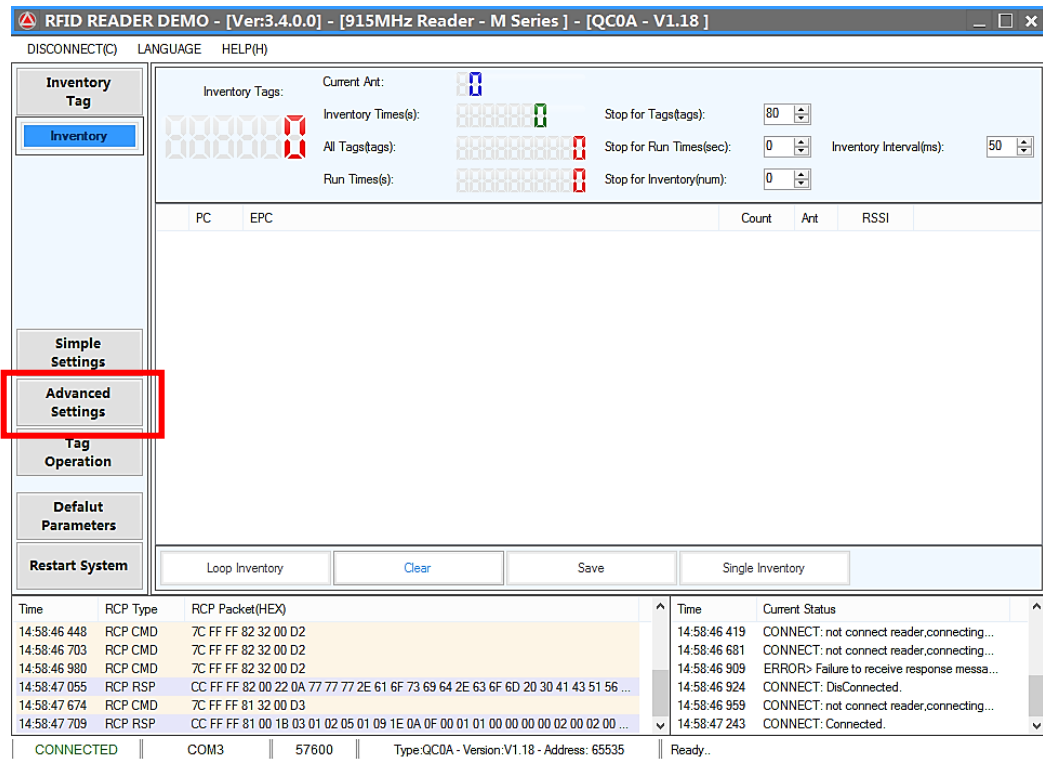 RFID READER DEMO - [Ver:3.4.0.0] - [915MHz Reader - M Series ] - [QC0A - V1.18 ]
DISCONNECT(C) LANGUAGE HELP(H)
Inventory
Tag
Inventory
Simple
Settings
Advanced
Settings
Tag
Operation
Defalut
Parameters
Restart System
Inventory Tags:
0
Current Ant:
0
Inventory Times(s):
0
Stop for Tags(tags):
80
All Tags(tags):
0
Stop for Run Times(sec):
0
Inventory Interval(ms):
50
Run Times(s):
0
Stop for Inventory(num):
0
PC EPC Count Ant RSSI
Loop Inventory Clear Save Single Inventory
Time RCP Type RCP Packet(HEX)
14:58:46 448 RCP CMD 7C FF FF 82 32 00 D2
14:58:46 703 RCP CMD 7C FF FF 82 32 00 D2
14:58:46 980 RCP CMD 7C FF FF 82 32 00 D2
14:58:47 055 RCP RSP CC FF FF 82 00 22 0A 77 77 77 2E 61 6F 73 69 64 2E 63 6F 6D 20 30 41 43 51 56 ...
14:58:47 674 RCP CMD 7C FF FF 81 32 00 D3
14:58:47 709 RCP RSP CC FF FF 81 00 1B 03 01 02 05 01 09 1E 0A 0F 00 01 01 00 00 00 00 02 00 02 00 ...
Time Current Status
14:58:46 419 CONNECT: not connect reader,connecting...
14:58:46 681 CONNECT: not connect reader,connecting...
14:58:46 909 ERROR> Failure to receive response messa...
14:58:46 924 CONNECT: DisConnected.
14:58:46 959 CONNECT: not connect reader,connecting...
14:58:47 243 CONNECT: Connected.
CONNECTED COM3 57600 Type:QC0A - Version:V1.18 - Address: 65535 Ready..